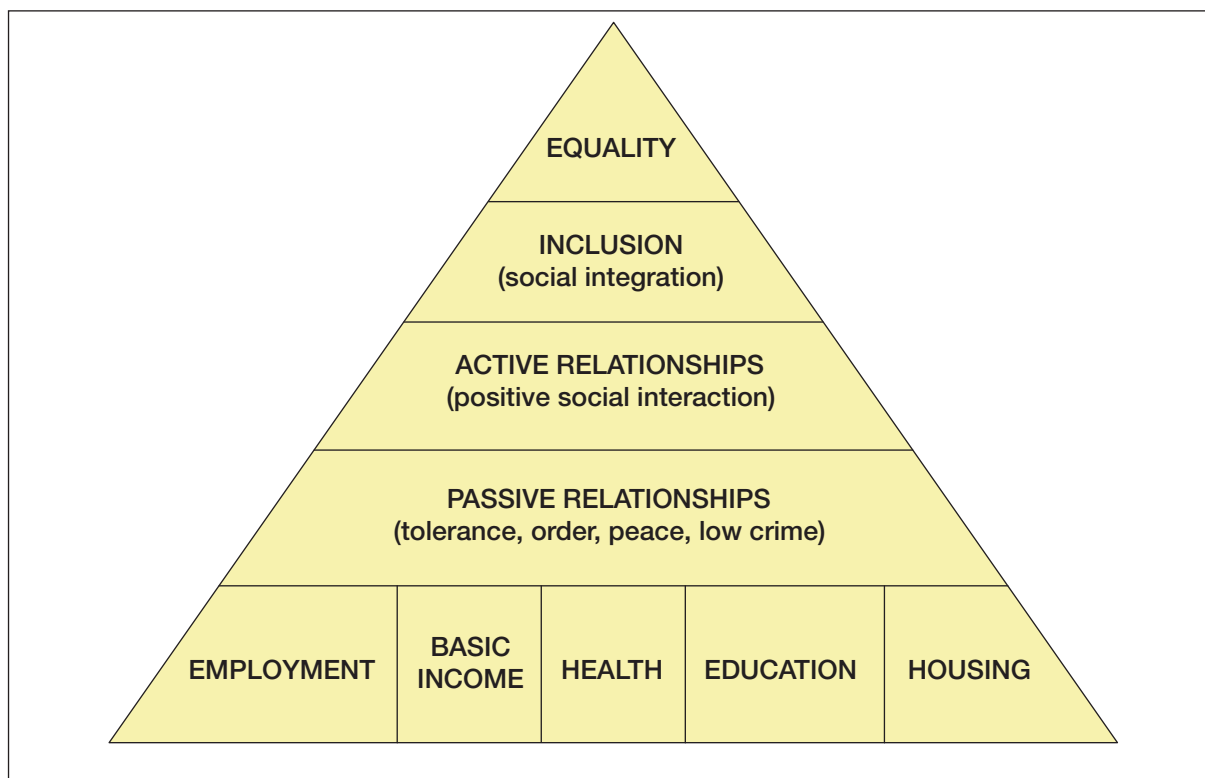 EQUALITY
INCLUSION
(social integration)
ACTIVE RELATIONSHIPS
(positive social interaction)
PASSIVE RELATIONSHIPS
(tolerance, order, peace, low crime)
EMPLOYMENT
BASIC
INCOME
HEALTH
EDUCATION
HOUSING